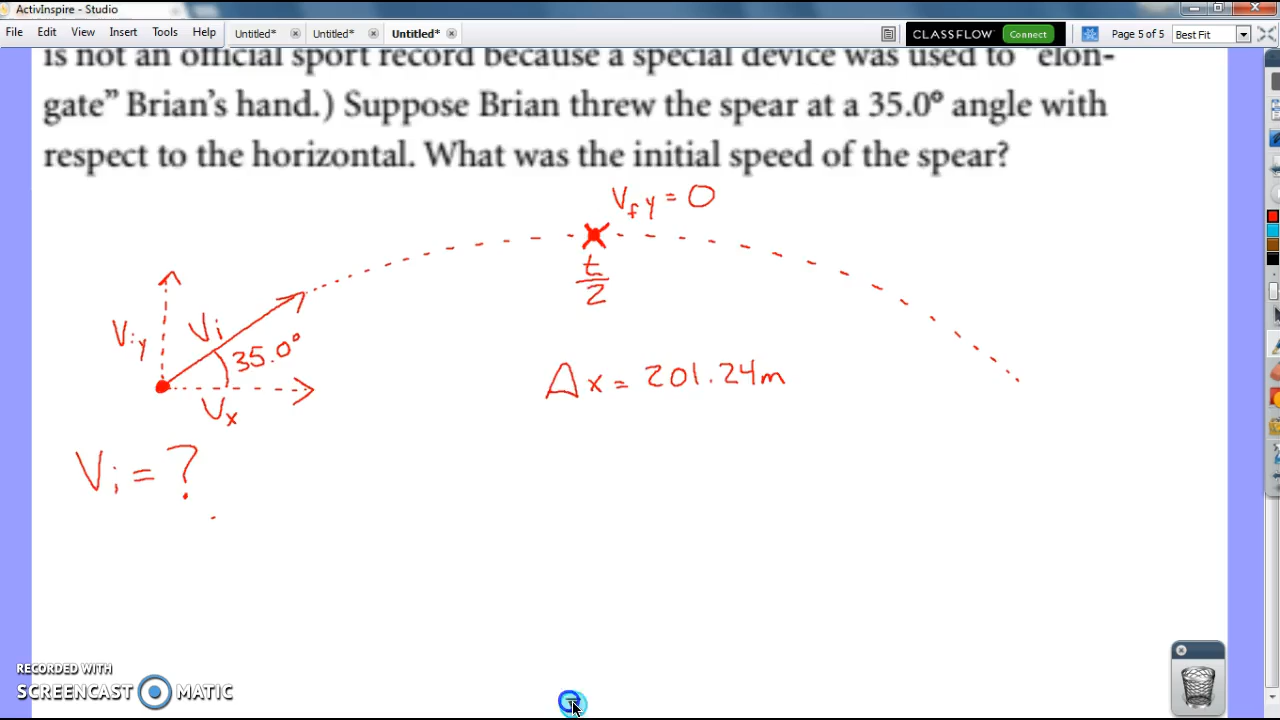 ActivInspire - Studio
File Edit View Insert Tools Help Untitled* Untitled* Untitled* CLASSFLOW Connect Page 5 of 5 Best Fit
is not an official sport record because a special device was used to “elon-
gate” Brian’s hand.) Suppose Brian threw the spear at a 35.0° angle with
respect to the horizontal. What was the initial speed of the spear?
Vfy = 0
t/2
Viy Vi 35.0°
Vx
Δx = 201.24m
Vi = ?
RECORDED WITH
SCREENCAST MATIC